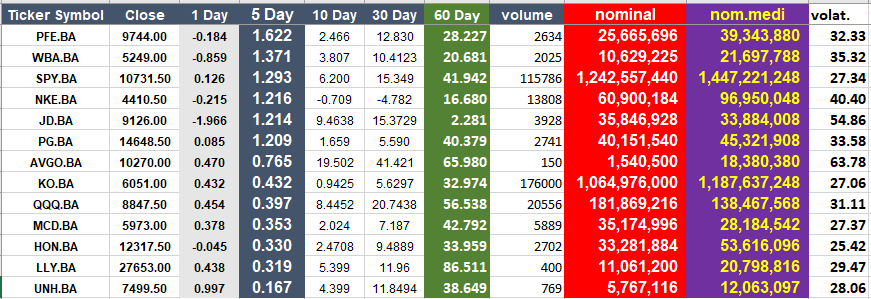 Ticker Symbol Close 1 Day 5 Day 10 Day 30 Day 60 Day volume nominal nom.medi volat.
PFE.BA 9744.00 -0.184 1.622 2.466 12.830 28.227 2634 25,665,696 39,343,880 32.33
WBA.BA 5249.00 -0.859 1.371 3.807 10.4123 20.681 2025 10,629,225 21,697,788 35.32
SPY.BA 10731.50 0.126 1.293 6.200 15.349 41.942 115786 1,242,557,440 1,447,221,248 27.34
NKE.BA 4410.50 -0.215 1.216 -0.709 -4.782 16.680 13808 60,900,184 96,950,048 40.40
JD.BA 9126.00 -1.966 1.214 9.4638 15.3729 2.281 3928 35,846,928 33,884,008 54.86
PG.BA 14648.50 0.085 1.209 1.659 5.590 40.379 2741 40,151,540 45,321,908 33.58
AVGO.BA 10270.00 0.470 0.765 19.502 41.421 65.980 150 1,540,500 18,380,380 63.78
KO.BA 6051.00 0.432 0.432 0.9425 5.6297 32.974 176000 1,064,976,000 1,187,637,248 27.06
QQQ.BA 8847.50 0.454 0.397 8.4452 20.7438 56.538 20556 181,869,216 138,467,568 31.11
MCD.BA 5973.00 0.378 0.353 2.024 7.187 42.792 5889 35,174,996 28,184,542 27.37
HON.BA 12317.50 -0.045 0.330 2.4708 9.4889 33.959 2702 33,281,884 53,616,096 25.42
LLY.BA 27653.00 0.438 0.319 5.399 11.96 86.511 400 11,061,200 20,798,816 29.47
UNH.BA 7499.50 0.997 0.167 4.399 11.8494 38.649 769 5,767,116 12,063,097 28.06